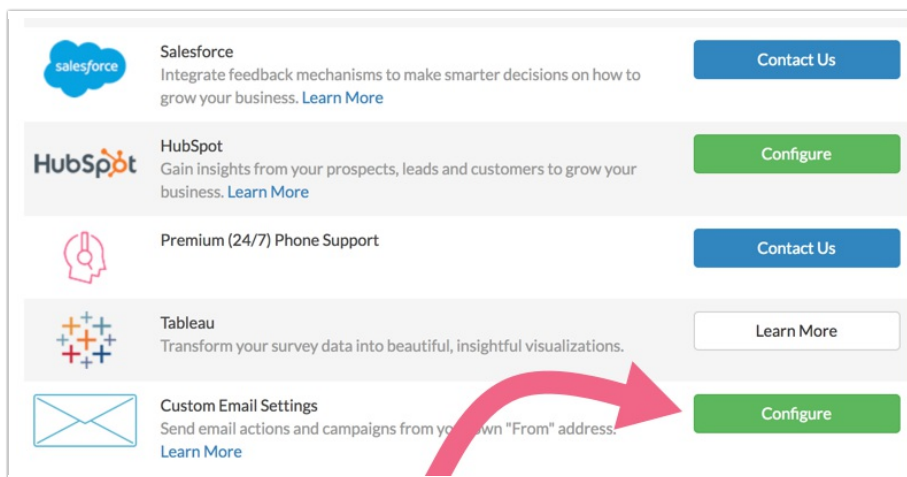 salesforce
Salesforce
Integrate feedback mechanisms to make smarter decisions on how to
grow your business. Learn More
Contact Us
HubSpot
HubSpot
Gain insights from your prospects, leads and customers to grow your
business. Learn More
Configure
Premium (24/7) Phone Support
Contact Us
Tableau
Transform your survey data into beautiful, insightful visualizations.
Learn More
Custom Email Settings
Send email actions and campaigns from your own "From" address.
Learn More
Configure